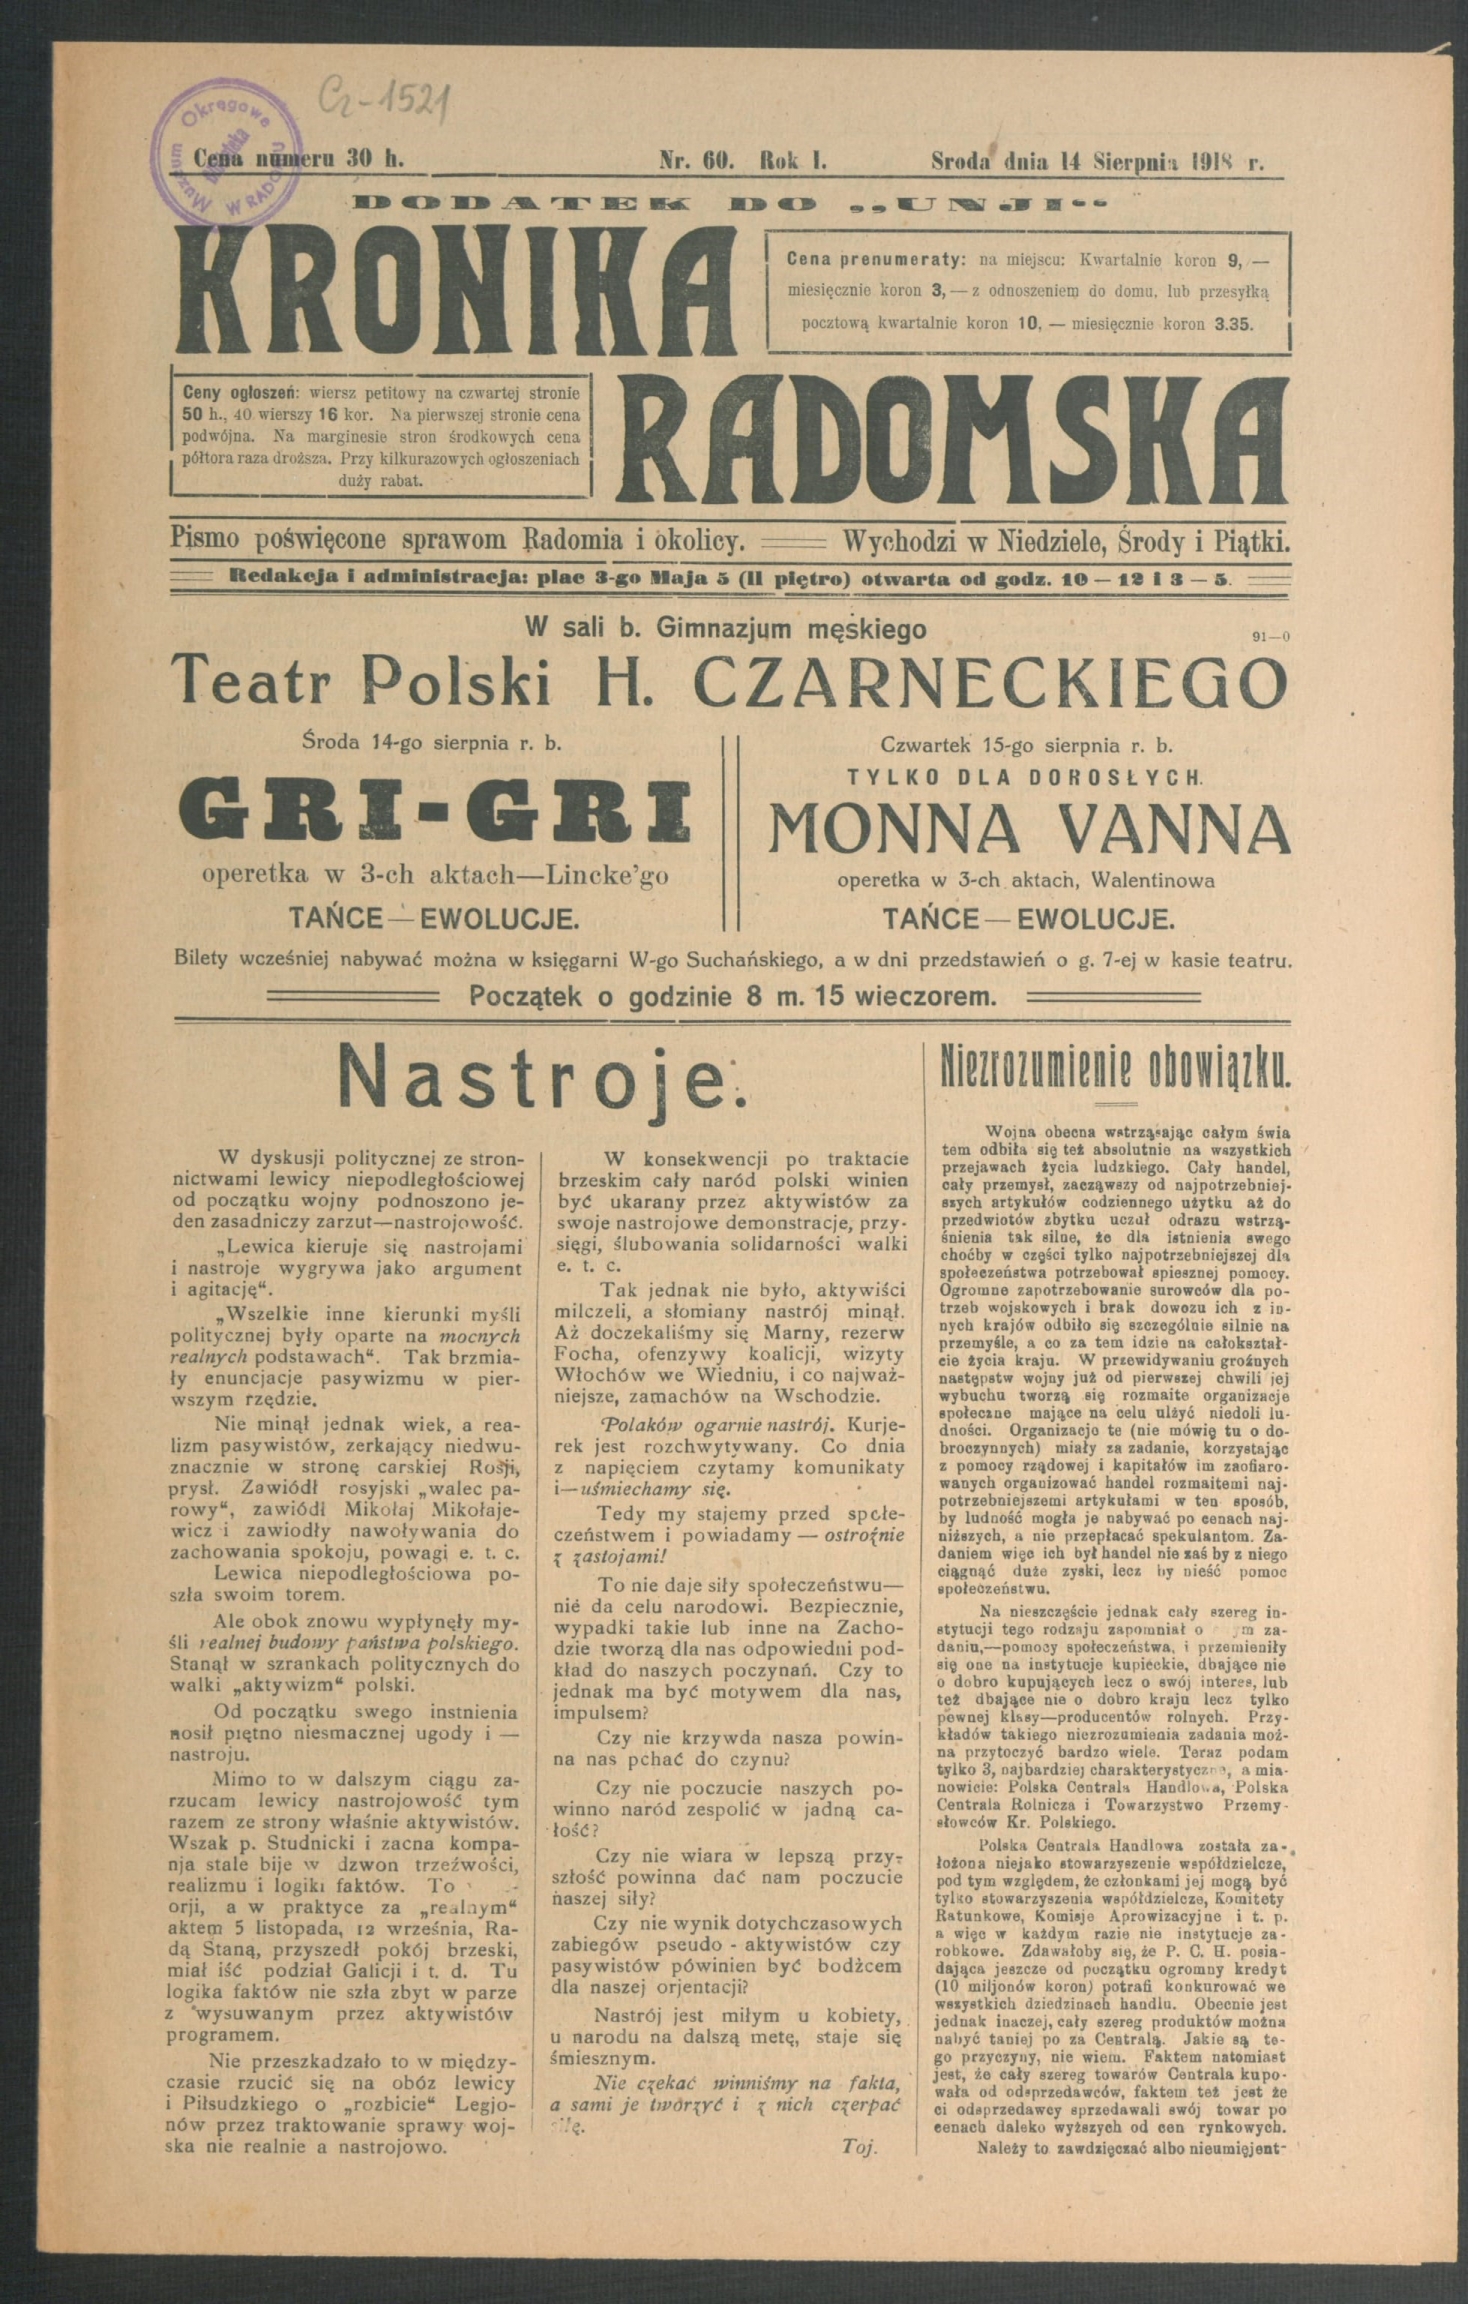 Cz-1521
Muzeum Okręgowe
W RADOMIU
Cena numeru 30 h.
Nr. 60. Rok I.
Sroda dnia 14 Sierpnia 1918 r.
DODATEK DO „UNJI“
KRONIKA
Cena prenumeraty: na miejscu: Kwartalnie koron 9, —
miesięcznie koron 3, — z odnoszeniem do domu, lub przesyłką
pocztową kwartalnie koron 10, — miesięcznie koron 3.35.
Ceny ogłoszeń: wiersz petitowy na czwartej stronie
50 h., 40 wierszy 16 kor. Na pierwszej stronie cena
podwójna. Na marginesie stron środkowych cena
półtora raza droższa. Przy kilkurazowych ogłoszeniach
duży rabat.
RADOMSKA
Pismo poświęcone sprawom Radomia i okolicy. Wychodzi w Niedziele, Środy i Piątki.
Redakcja i administracja: plac 3-go Maja 5 (II piętro) otwarta od godz. 10 — 12 i 3 — 5.
W sali b. Gimnazjum męskiego
91—0
Teatr Polski H. CZARNECKIEGO
Środa 14-go sierpnia r. b.
GRI-GRI
operetka w 3-ch aktach—Lincke'go
TAŃCE — EWOLUCJE.
Czwartek 15-go sierpnia r. b.
TYLKO DLA DOROSŁYCH.
MONNA VANNA
operetka w 3-ch aktach, Walentinowa
TAŃCE — EWOLUCJE.
Bilety wcześniej nabywać można w księgarni W-go Suchańskiego, a w dni przedstawień o g. 7-ej w kasie teatru.
Początek o godzinie 8 m. 15 wieczorem.
Nastroje.
W dyskusji politycznej ze stron-
nictwami lewicy niepodległościowej
od początku wojny podnoszono je-
den zasadniczy zarzut—nastrojowość.
„Lewica kieruje się nastrojami
i nastroje wygrywa jako argument
i agitację“.
„Wszelkie inne kierunki myśli
politycznej były oparte na mocnych
realnych podstawach“. Tak brzmia-
ły enuncjacje pasywizmu w pier-
wszym rzędzie.
Nie minął jednak wiek, a rea-
lizm pasywistów, zerkający niedwu-
znacznie w stronę carskiej Rosji,
prysł. Zawiódł rosyjski „walec pa-
rowy“, zawiódł Mikołaj Mikołaje-
wicz i zawiodły nawoływania do
zachowania spokoju, powagi e. t. c.
Lewica niepodległościowa po-
szła swoim torem.
Ale obok znowu wypłynęły my-
śli realnej budowy państwa polskiego.
Stanął w szrankach politycznych do
walki „aktywizm“ polski.
Od początku swego instnienia
nosił piętno niesmacznej ugody i —
nastroju.
Mimo to w dalszym ciągu za-
rzucam lewicy nastrojowość tym
razem ze strony właśnie aktywistów.
Wszak p. Studnicki i zacna kompa-
nja stale bije w dzwon trzeźwości,
realizmu i logiki faktów. To
orji, a w praktyce za „realnym“
aktem 5 listopada, 12 września, Ra-
dą Staną, przyszedł pokój brzeski,
miał iść podział Galicji i t. d. Tu
logika faktów nie szła zbyt w parze
z wysuwanym przez aktywistów
programem.
Nie przeszkadzało to w między-
czasie rzucić się na obóz lewicy
i Piłsudzkiego o „rozbicie“ Legjo-
nów przez traktowanie sprawy woj-
ska nie realnie a nastrojowo.
W konsekwencji po traktacie
brzeskim cały naród polski winien
być ukarany przez aktywistów za
swoje nastrojowe demonstracje, przy-
sięgi, ślubowania solidarności walki
e. t. c.
Tak jednak nie było, aktywiści
milczeli, a słomiany nastrój minął.
Aż doczekaliśmy się Marny, rezerw
Focha, ofenzywy koalicji, wizyty
Włochów we Wiedniu, i co najważ-
niejsze, zamachów na Wschodzie.
Polaków ogarnie nastrój. Kurje-
rek jest rozchwytywany. Co dnia
z napięciem czytamy komunikaty
i—uśmiechamy się.
Tedy my stajemy przed społe-
czeństwem i powiadamy — ostrożnie
z zastojami!
To nie daje siły społeczeństwu—
nie da celu narodowi. Bezpiecznie,
wypadki takie lub inne na Zacho-
dzie tworzą dla nas odpowiedni pod-
kład do naszych poczynań. Czy to
jednak ma być motywem dla nas,
impulsem?
Czy nie krzywda nasza powin-
na nas pchać do czynu?
Czy nie poczucie naszych po-
winno naród zespolić w jadną ca-
łość?
Czy nie wiara w lepszą przy-
szłość powinna dać nam poczucie
naszej siły?
Czy nie wynik dotychczasowych
zabiegów pseudo - aktywistów czy
pasywistów pówinien być bodźcem
dla naszej orjentacji?
Nastrój jest miłym u kobiety,
u narodu na dalszą metę, staje się
śmiesznym.
Nie czekać winniśmy na fakta,
a sami je tworzyć i z nich czerpać
siłę.
Toj.
Niezrozumienie obowiązku.
Wojna obecna wstrząsając całym świa
tem odbiła się też absolutnie na wszystkich
przejawach życia ludzkiego. Cały handel,
cały przemysł, zacząwszy od najpotrzebniej-
szych artykułów codziennego użytku aż do
przedwiotów zbytku uczuł odrazu wstrzą-
śnienia tak silne, że dla istnienia swego
choćby w części tylko najpotrzebniejszej dla
społeczeństwa potrzebował spiesznej pomocy.
Ogromne zapotrzebowanie surowców dla po-
trzeb wojskowych i brak dowozu ich z in-
nych krajów odbiło się szczególnie silnie na
przemyśle, a co za tem idzie na całokształ-
cie życia kraju. W przewidywaniu groźnych
następstw wojny już od pierwszej chwili jej
wybuchu tworzą się rozmaite organizacje
społeczne mające na celu ulżyć niedoli lu-
dności. Organizacje te (nie mówię tu o do-
broczynnych) miały za zadanie, korzystając
z pomocy rządowej i kapitałów im zaofiaro-
wanych organizować handel rozmaitemi naj-
potrzebniejszemi artykułami w ten sposób,
by ludność mogła je nabywać po cenach naj-
niższych, a nie przepłacać spekulantom. Za-
daniem więc ich był handel nie zaś by z niego
ciągnąć duże zyski, lecz by nieść pomoc
społeczeństwu.
Na nieszczęście jednak cały szereg in-
stytucji tego rodzaju zapomniał o za-
daniu,—pomocy społeczeństwa, i przemieniły
się one na instytucje kupieckie, dbające nie
o dobro kupujących lecz o swój interes, lub
też dbające nie o dobro kraju lecz tylko
pewnej klasy—producentów rolnych. Przy-
kładów takiego niezrozumienia zadania moż-
na przytoczyć bardzo wiele. Teraz podam
tylko 3, najbardziej charakterystyczne, a mia-
nowicie: Polska Centrala Handlowa, Polska
Centrala Rolnicza i Towarzystwo Przemy-
słowców Kr. Polskiego.
Polska Centrala Handlowa została za-
łożona niejako stowarzyszenie współdzielcze,
pod tym względem, że członkami jej mogą być
tylko stowarzyszenia współdzielcze, Komitety
Ratunkowe, Komisje Aprowizacyjne i t. p.
a więc w każdym razie nie instytucje za-
robkowe. Zdawałoby się, że P. C. H. posia-
dająca jeszcze od początku ogromny kredyt
(10 miljonów koron) potrafi konkurować we
wszystkich dziedzinach handlu. Obecnie jest
jednak inaczej, cały szereg produktów można
nabyć taniej po za Centralą. Jakie są te-
go przyczyny, nie wiem. Faktem natomiast
jest, że cały szereg towarów Centrala kupo-
wała od odsprzedawców, faktem też jest że
ci odsprzedawcy sprzedawali swój towar po
cenach daleko wyższych od cen rynkowych.
Należy to zawdzięczać albo nieumięjent-